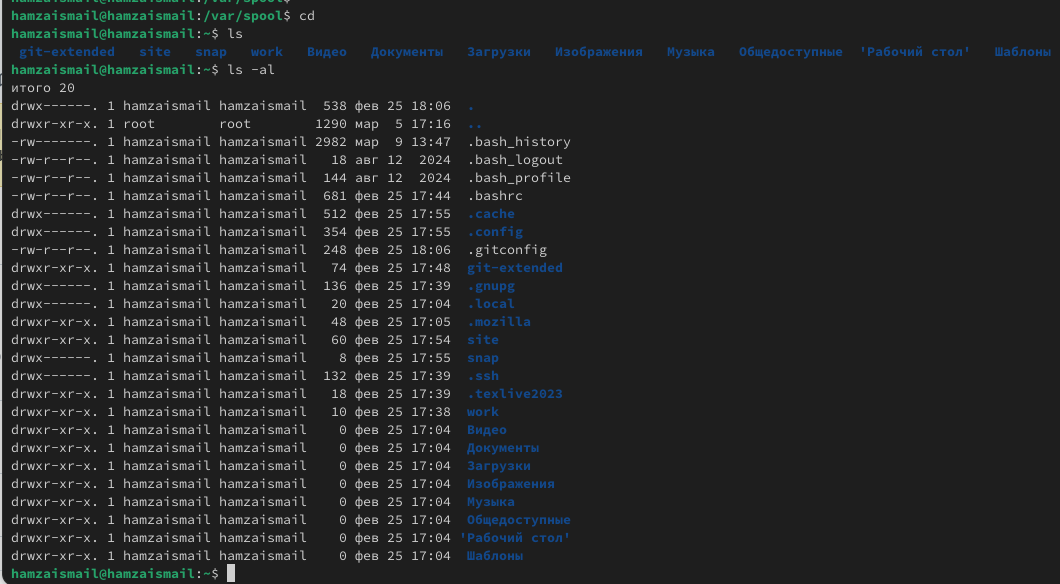 hamzaismail@hamzaismail:/var/spool$
hamzaismail@hamzaismail:/var/spool$ cd
hamzaismail@hamzaismail:~$ ls
git-extended site snap work Видео Документы Загрузки Изображения Музыка Общедоступные 'Рабочий стол' Шаблоны
hamzaismail@hamzaismail:~$ ls -al
итого 20
drwx------. 1 hamzaismail hamzaismail 538 фев 25 18:06 .
drwxr-xr-x. 1 root root 1290 мар 5 17:16 ..
-rw-------. 1 hamzaismail hamzaismail 2982 мар 9 13:47 .bash_history
-rw-r--r--. 1 hamzaismail hamzaismail 18 авг 12 2024 .bash_logout
-rw-r--r--. 1 hamzaismail hamzaismail 144 авг 12 2024 .bash_profile
-rw-r--r--. 1 hamzaismail hamzaismail 681 фев 25 17:44 .bashrc
drwx------. 1 hamzaismail hamzaismail 512 фев 25 17:55 .cache
drwx------. 1 hamzaismail hamzaismail 354 фев 25 17:55 .config
-rw-r--r--. 1 hamzaismail hamzaismail 248 фев 25 18:06 .gitconfig
drwxr-xr-x. 1 hamzaismail hamzaismail 74 фев 25 17:48 git-extended
drwx------. 1 hamzaismail hamzaismail 136 фев 25 17:39 .gnupg
drwx------. 1 hamzaismail hamzaismail 20 фев 25 17:04 .local
drwxr-xr-x. 1 hamzaismail hamzaismail 48 фев 25 17:05 .mozilla
drwxr-xr-x. 1 hamzaismail hamzaismail 60 фев 25 17:54 site
drwx------. 1 hamzaismail hamzaismail 8 фев 25 17:55 snap
drwx------. 1 hamzaismail hamzaismail 132 фев 25 17:39 .ssh
drwxr-xr-x. 1 hamzaismail hamzaismail 18 фев 25 17:39 .texlive2023
drwxr-xr-x. 1 hamzaismail hamzaismail 10 фев 25 17:38 work
drwxr-xr-x. 1 hamzaismail hamzaismail 0 фев 25 17:04 Видео
drwxr-xr-x. 1 hamzaismail hamzaismail 0 фев 25 17:04 Документы
drwxr-xr-x. 1 hamzaismail hamzaismail 0 фев 25 17:04 Загрузки
drwxr-xr-x. 1 hamzaismail hamzaismail 0 фев 25 17:04 Изображения
drwxr-xr-x. 1 hamzaismail hamzaismail 0 фев 25 17:04 Музыка
drwxr-xr-x. 1 hamzaismail hamzaismail 0 фев 25 17:04 Общедоступные
drwxr-xr-x. 1 hamzaismail hamzaismail 0 фев 25 17:04 'Рабочий стол'
drwxr-xr-x. 1 hamzaismail hamzaismail 0 фев 25 17:04 Шаблоны
hamzaismail@hamzaismail:~$